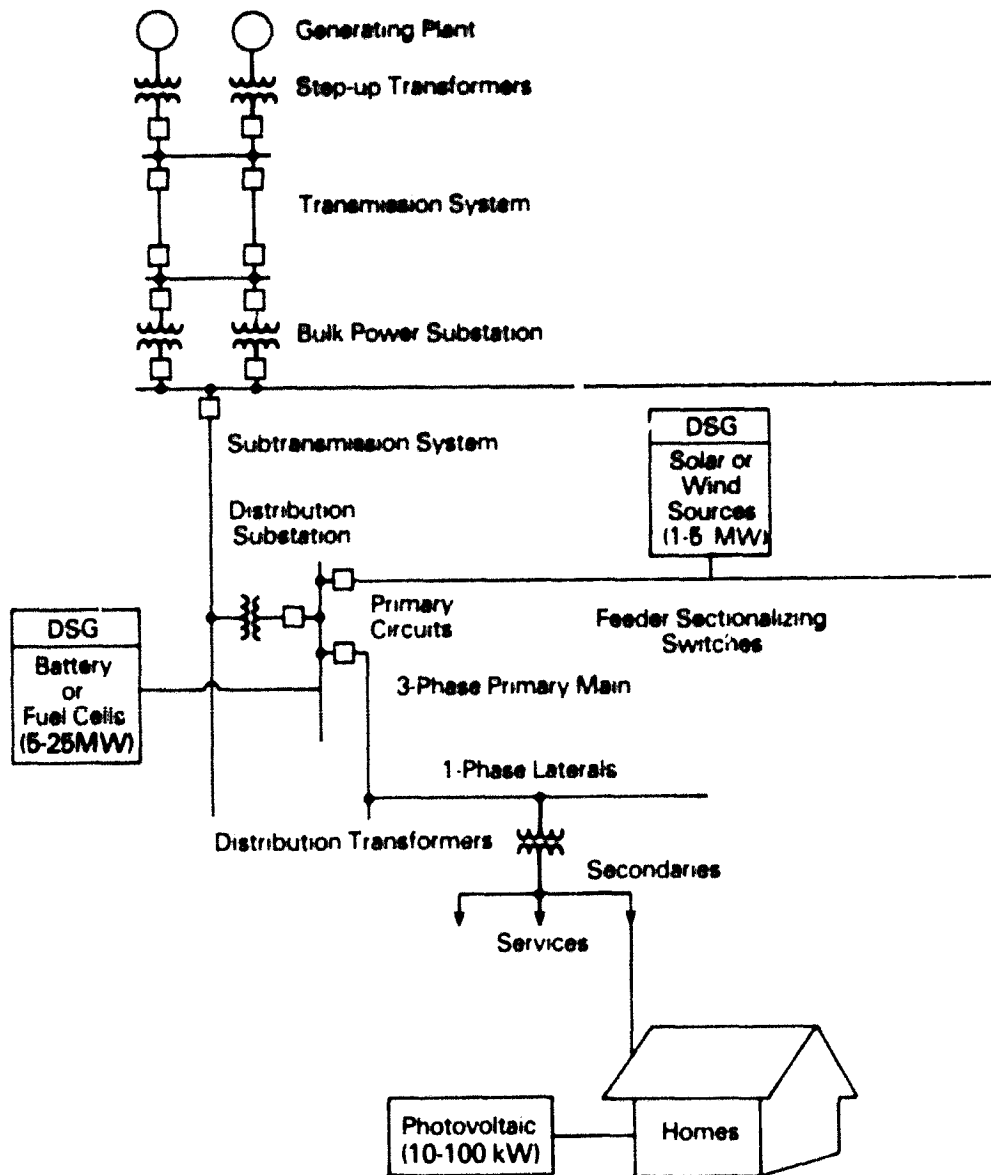 Generating Plant
Step-up Transformers
Transmission System
Bulk Power Substation
Subtransmission System
DSG
Solar or
Wind
Sources
(1-5 MW)
Distribution
Substation
Primary
Circuits
Feeder Sectionalizing
Switches
DSG
Battery
or
Fuel Cells
(5-25MW)
3-Phase Primary Main
1-Phase Laterals
Distribution Transformers
Secondaries
Services
Photovoltaic
(10-100 kW)
Homes